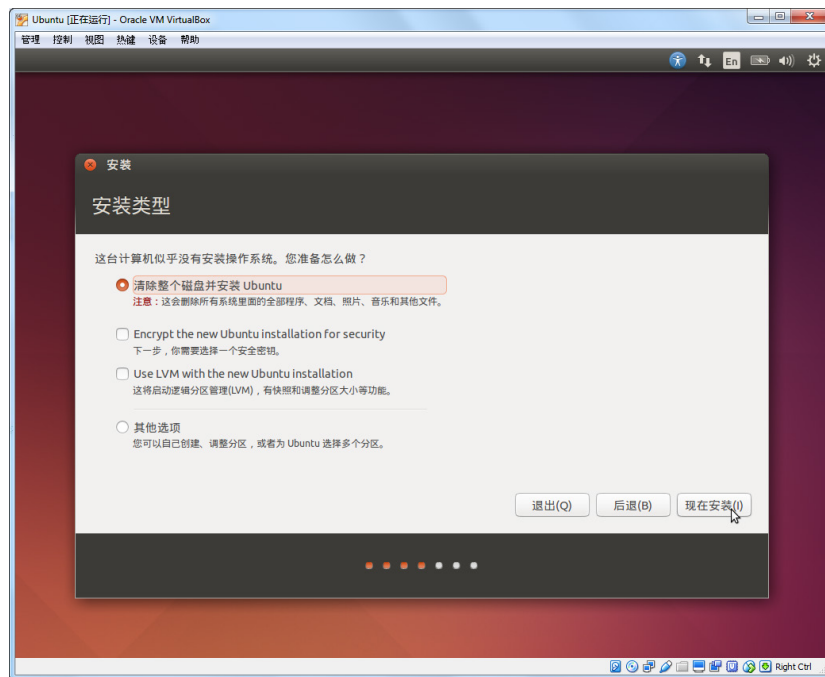 Ubuntu [正在运行] - Oracle VM VirtualBox
管理 控制 视图 热键 设备 帮助
En
安装
安装类型
这台计算机似乎没有安装操作系统。您准备怎么做？
清除整个磁盘并安装 Ubuntu
注意：这会删除所有系统里面的全部程序、文档、照片、音乐和其他文件。
Encrypt the new Ubuntu installation for security
下一步，你需要选择一个安全密钥。
Use LVM with the new Ubuntu installation
这将启动逻辑分区管理(LVM)，有快照和调整分区大小等功能。
其他选项
您可以自己创建、调整分区，或者为 Ubuntu 选择多个分区。
退出(Q) 后退(B) 现在安装(I)
Right Ctrl